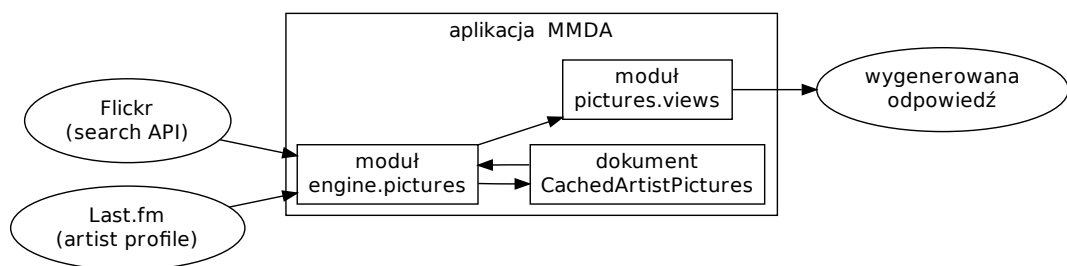 aplikacja MMDA
moduł
pictures.views
wygenerowana
odpowiedź
Flickr
(search API)
moduł
engine.pictures
dokument
CachedArtistPictures
Last.fm
(artist profile)